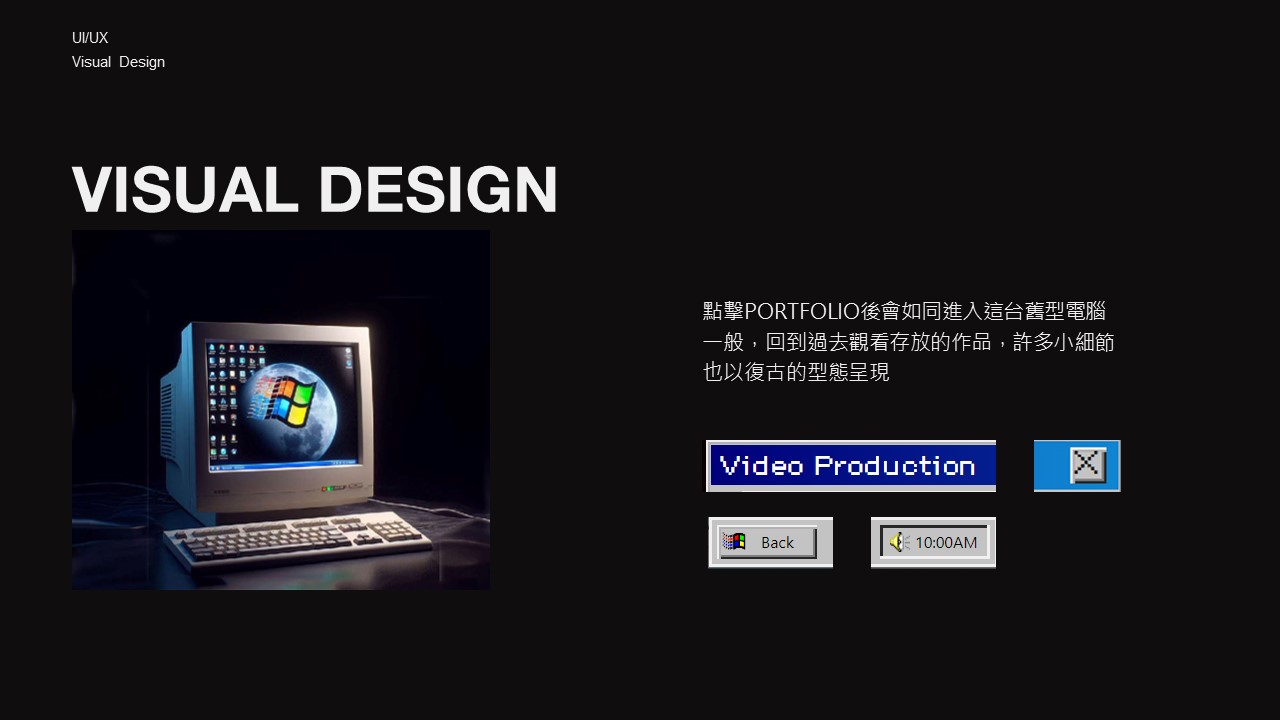 UI/UX
Visual Design
VISUAL DESIGN
點擊PORTFOLIO後會如同進入這台舊型電腦
一般，回到過去觀看存放的作品，許多小細節
也以復古的型態呈現
Video Production
Back
10:00AM